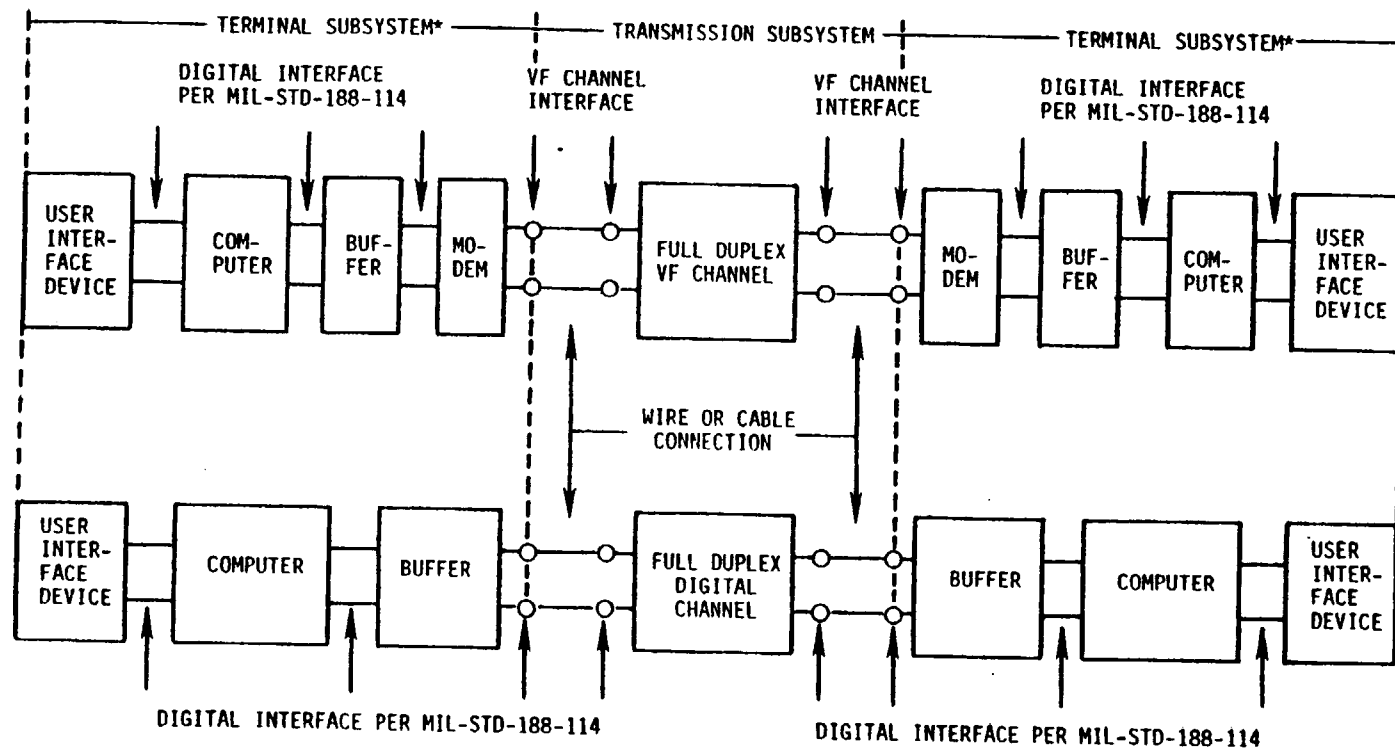 TERMINAL SUBSYSTEM*
TRANSMISSION SUBSYSTEM
TERMINAL SUBSYSTEM*
DIGITAL INTERFACE
PER MIL-STD-188-114
VF CHANNEL
INTERFACE
VF CHANNEL
INTERFACE
DIGITAL INTERFACE
PER MIL-STD-188-114
USER
INTER-
FACE
DEVICE
COM-
PUTER
BUF-
FER
MO-
DEM
FULL DUPLEX
VF CHANNEL
MO-
DEM
BUF-
FER
COM-
PUTER
USER
INTER-
FACE
DEVICE
WIRE OR CABLE
CONNECTION
USER
INTER-
FACE
DEVICE
COMPUTER
BUFFER
FULL DUPLEX
DIGITAL
CHANNEL
BUFFER
COMPUTER
USER
INTER-
FACE
DEVICE
DIGITAL INTERFACE PER MIL-STD-188-114
DIGITAL INTERFACE PER MIL-STD-188-114